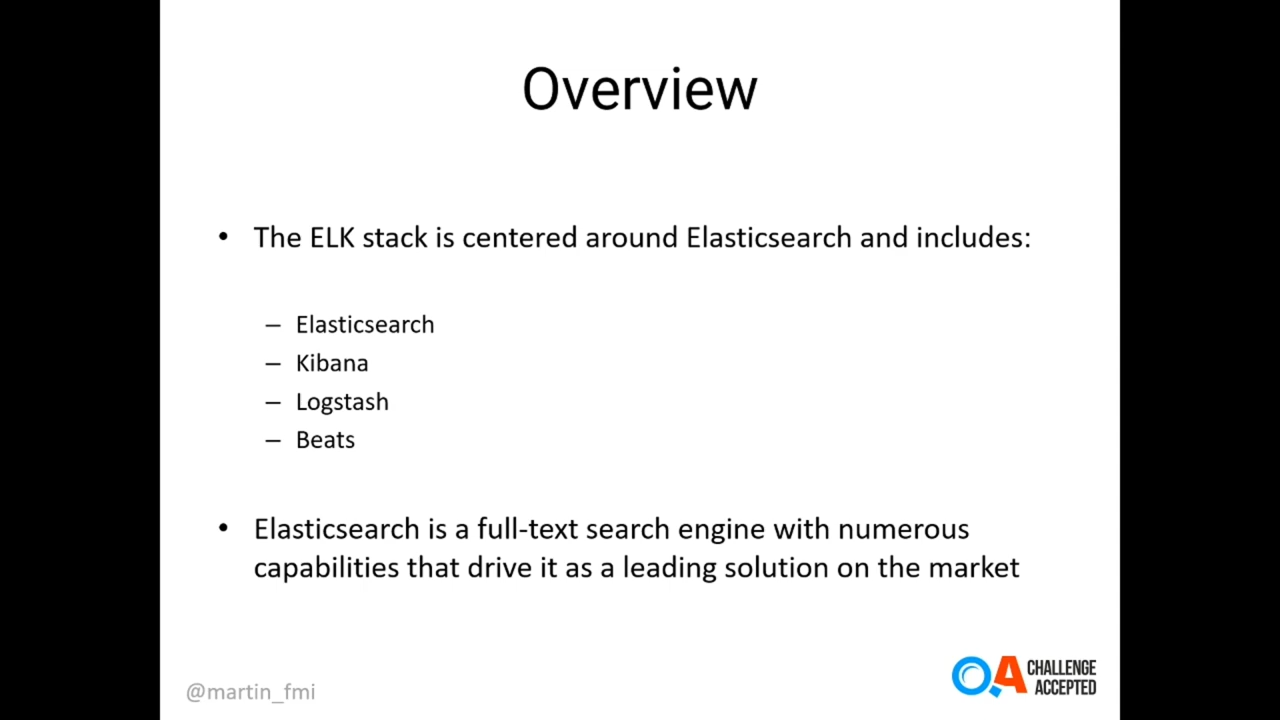 Overview
• The ELK stack is centered around Elasticsearch and includes:
– Elasticsearch
– Kibana
– Logstash
– Beats
• Elasticsearch is a full-text search engine with numerous
capabilities that drive it as a leading solution on the market
@martin_fmi
QA CHALLENGE
ACCEPTED